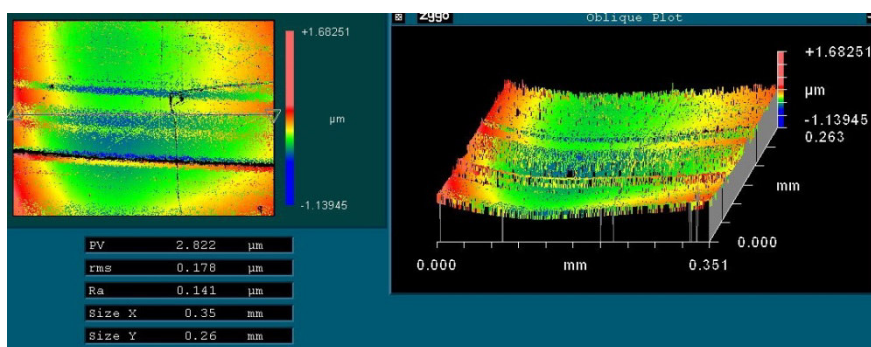 Zygo
Oblique Plot
+1.68251
μm
-1.13945
+1.68251
μm
-1.13945
0.263
mm
0.000
0.000
mm
0.351
PV 2.822 μm
rms 0.178 μm
Ra 0.141 μm
Size X 0.35 mm
Size Y 0.26 mm